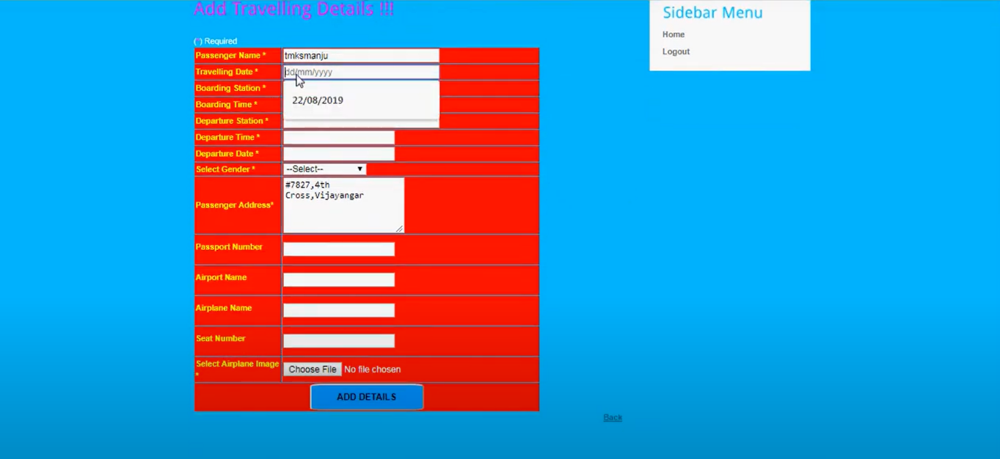 Add Travelling Details !!!
Sidebar Menu
Home
Logout
(*) Required
Passenger Name * tmksmanju
Travelling Date * dd/mm/yyyy
22/08/2019
Boarding Station *
Boarding Time *
Departure Station *
Departure Time *
Departure Date *
Select Gender * --Select--
Passenger Address* #7827,4th
Cross,Vijayangar
Passport Number
Airport Name
Airplane Name
Seat Number
Select Airplane Image
*
Choose File No file chosen
ADD DETAILS
Back